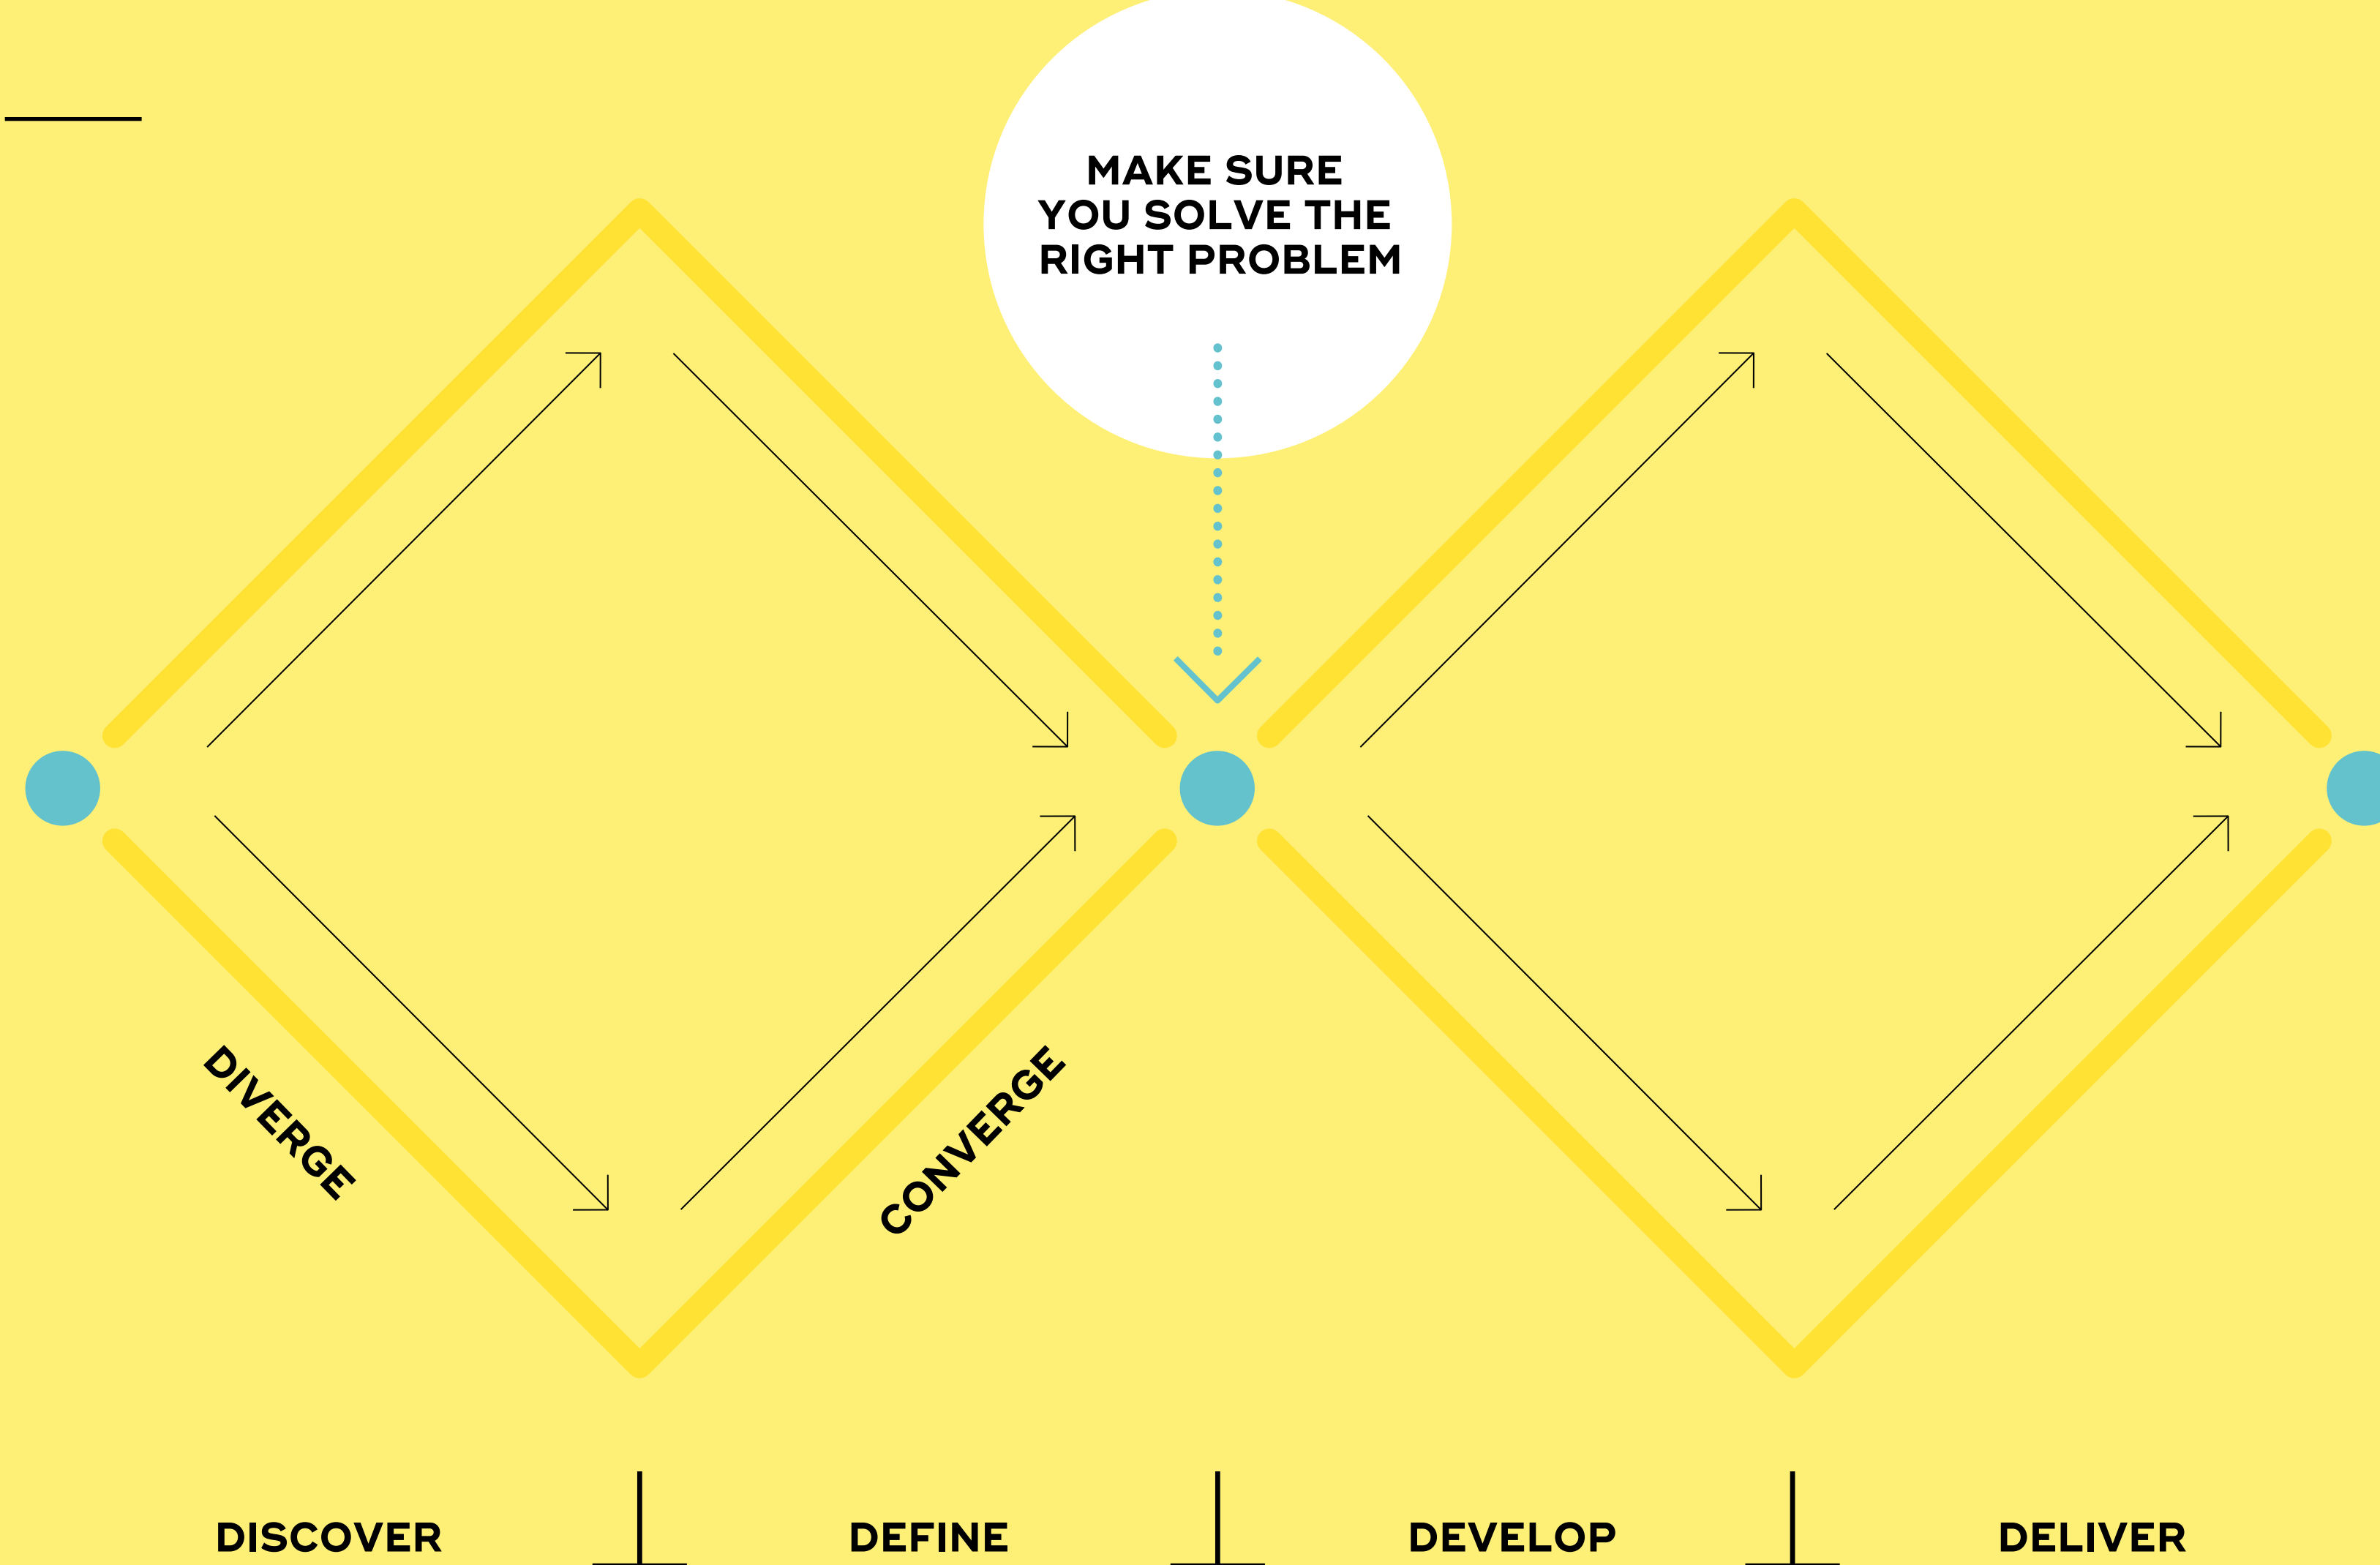 MAKE SURE
YOU SOLVE THE
RIGHT PROBLEM
DIVERGE
CONVERGE
DISCOVER
DEFINE
DEVELOP
DELIVER